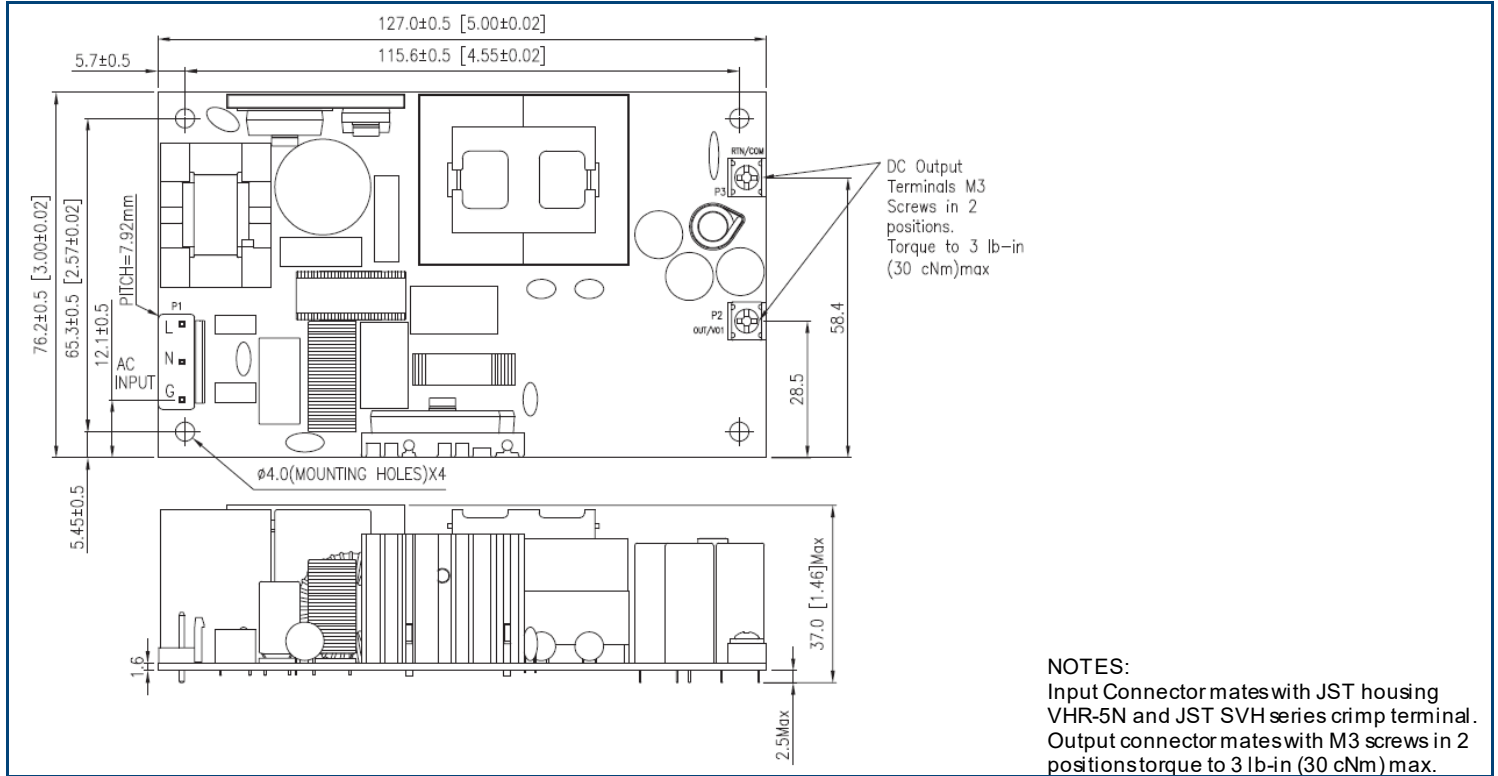 127.0±0.5 [5.00±0.02]
115.6±0.5 [4.55±0.02]
5.7±0.5
76.2±0.5 [3.00±0.02]
65.3±0.5 [2.57±0.02]
12.1±0.5
PITCH=7.92mm
P1
L
N
G
AC
INPUT
RTN/COM
P3
P2
OUT/V01
DC Output
Terminals M3
Screws in 2
positions.
Torque to 3 lb-in
(30 cNm)max
58.4
28.5
ø4.0(MOUNTING HOLES)X4
5.45±0.5
1.6
37.0 [1.46]Max
2.5Max
NOTES:
Input Connector mates with JST housing
VHR-5N and JST SVH series crimp terminal.
Output connector mates with M3 screws in 2
positions torque to 3 lb-in (30 cNm) max.